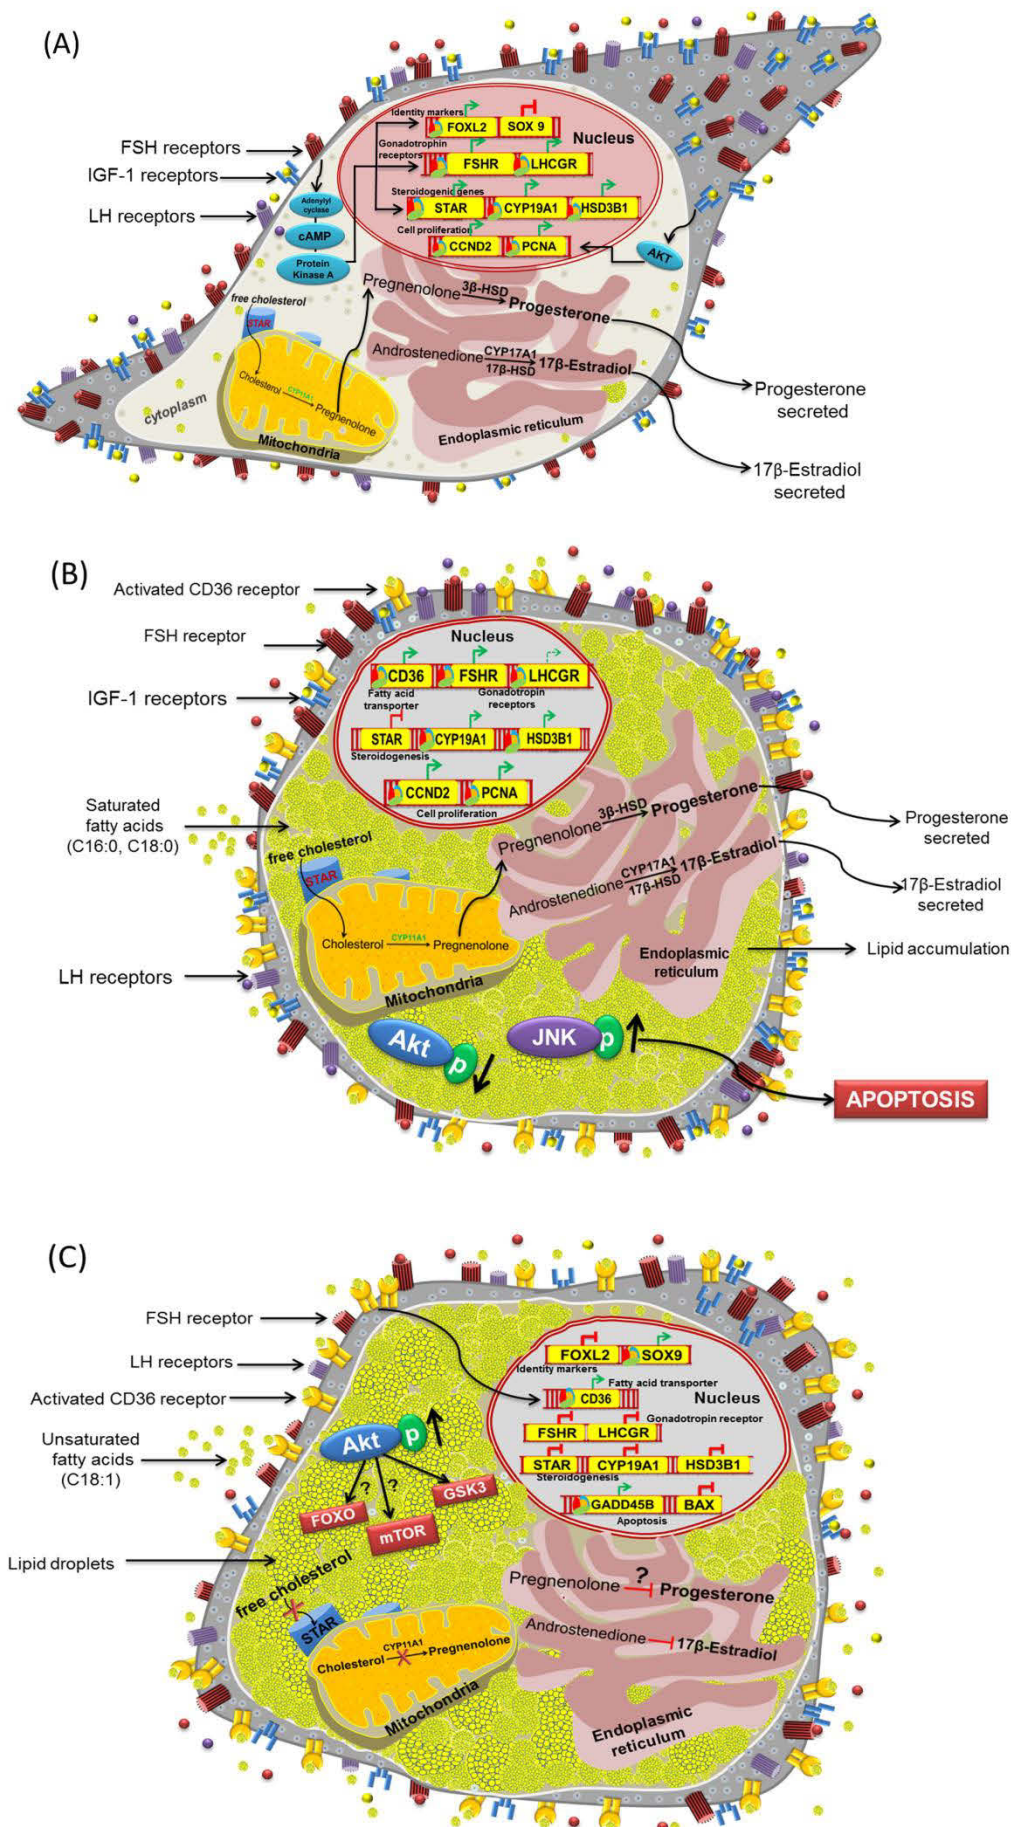 (A)
FSH receptors
IGF-1 receptors
LH receptors
Identity markers
FOXL2
SOX 9
Nucleus
Gonadotrophin
receptors
FSHR
LHCGR
Steroidogenic genes
STAR
CYP19A1
HSD3B1
Cell proliferation
CCND2
PCNA
Adenylyl
cyclase
cAMP
Protein
Kinase A
AKT
free cholesterol
STAR
Cholesterol
CYP11A1
Pregnenolone
Mitochondria
cytoplasm
Pregnenolone
3β-HSD
Progesterone
Androstenedione
CYP17A1
17β-HSD
17β-Estradiol
Endoplasmic reticulum
Progesterone
secreted
17β-Estradiol
secreted
(B)
Activated CD36 receptor
FSH receptor
IGF-1 receptors
Saturated
fatty acids
(C16:0, C18:0)
LH receptors
Nucleus
CD36
FSHR
LHCGR
Fatty acid
transporter
Gonadotropin
receptors
STAR
CYP19A1
HSD3B1
Steroidogenesis
CCND2
PCNA
Cell proliferation
free cholesterol
STAR
Cholesterol
CYP11A1
Pregnenolone
Mitochondria
Pregnenolone
3β-HSD
Progesterone
Androstenedione
CYP17A1
17β-HSD
17β-Estradiol
Endoplasmic
reticulum
Progesterone
secreted
17β-Estradiol
secreted
Lipid accumulation
Akt
p
JNK
p
APOPTOSIS
(C)
FSH receptor
LH receptors
Activated CD36 receptor
Unsaturated
fatty acids
(C18:1)
Lipid droplets
FOXL2
SOX9
Identity markers
Fatty acid transporter
CD36
Nucleus
Gonadotropin receptor
FSHR
LHCGR
STAR
CYP19A1
HSD3B1
Steroidogenesis
GADD45B
BAX
Apoptosis
Akt
p
?
?
FOXO
mTOR
GSK3
free cholesterol
STAR
Cholesterol
CYP11A1
Pregnenolone
Mitochondria
Pregnenolone
?
Progesterone
Androstenedione
17β-Estradiol
Endoplasmic
reticulum